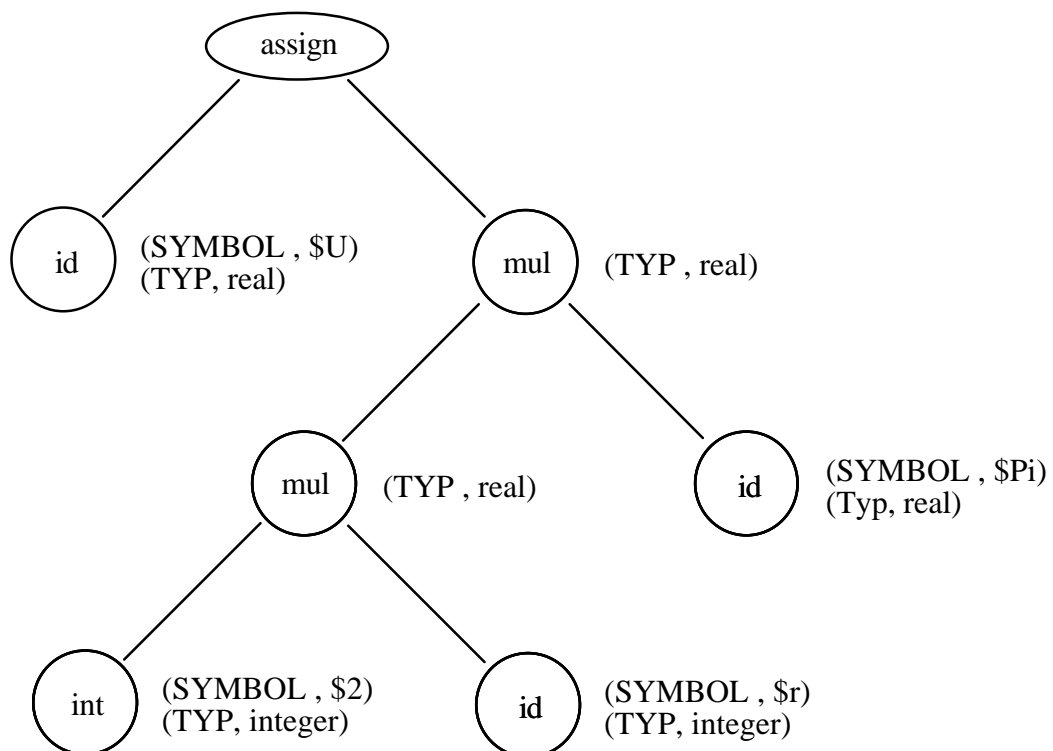 assign
id
(SYMBOL , $U)
(TYP, real)
mul
(TYP , real)
mul
(TYP , real)
id
(SYMBOL , $Pi)
(Typ, real)
int
(SYMBOL , $2)
(TYP, integer)
id
(SYMBOL , $r)
(TYP, integer)